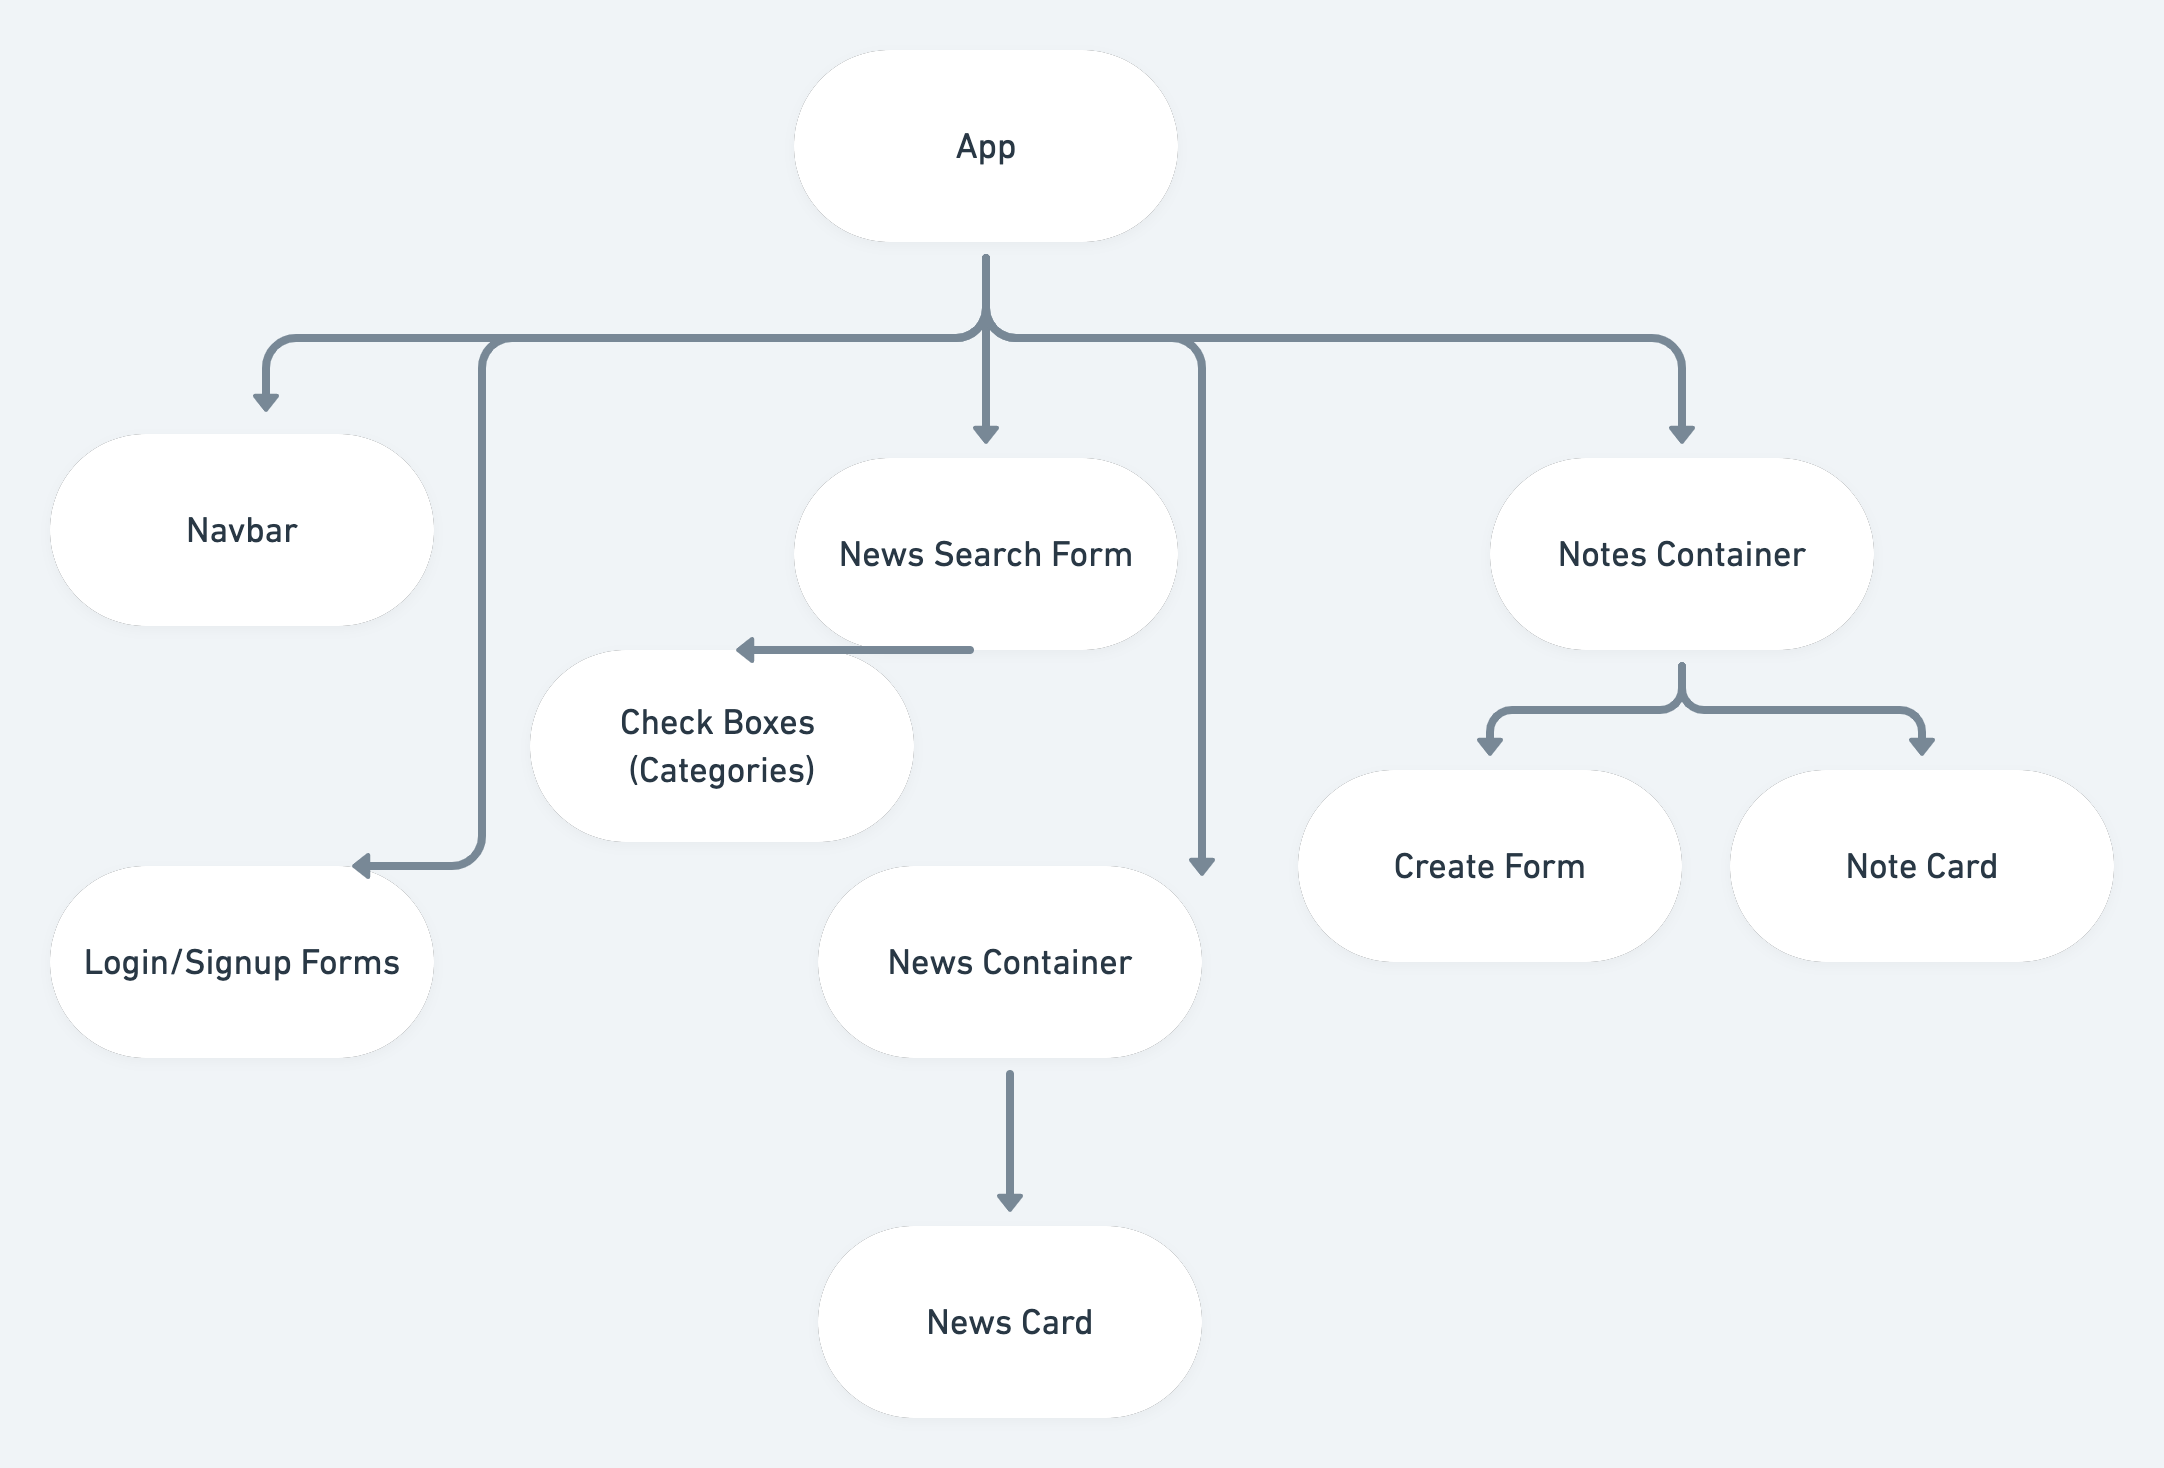 App
Navbar
News Search Form
Notes Container
Check Boxes
(Categories)
Create Form
Note Card
Login/Signup Forms
News Container
News Card